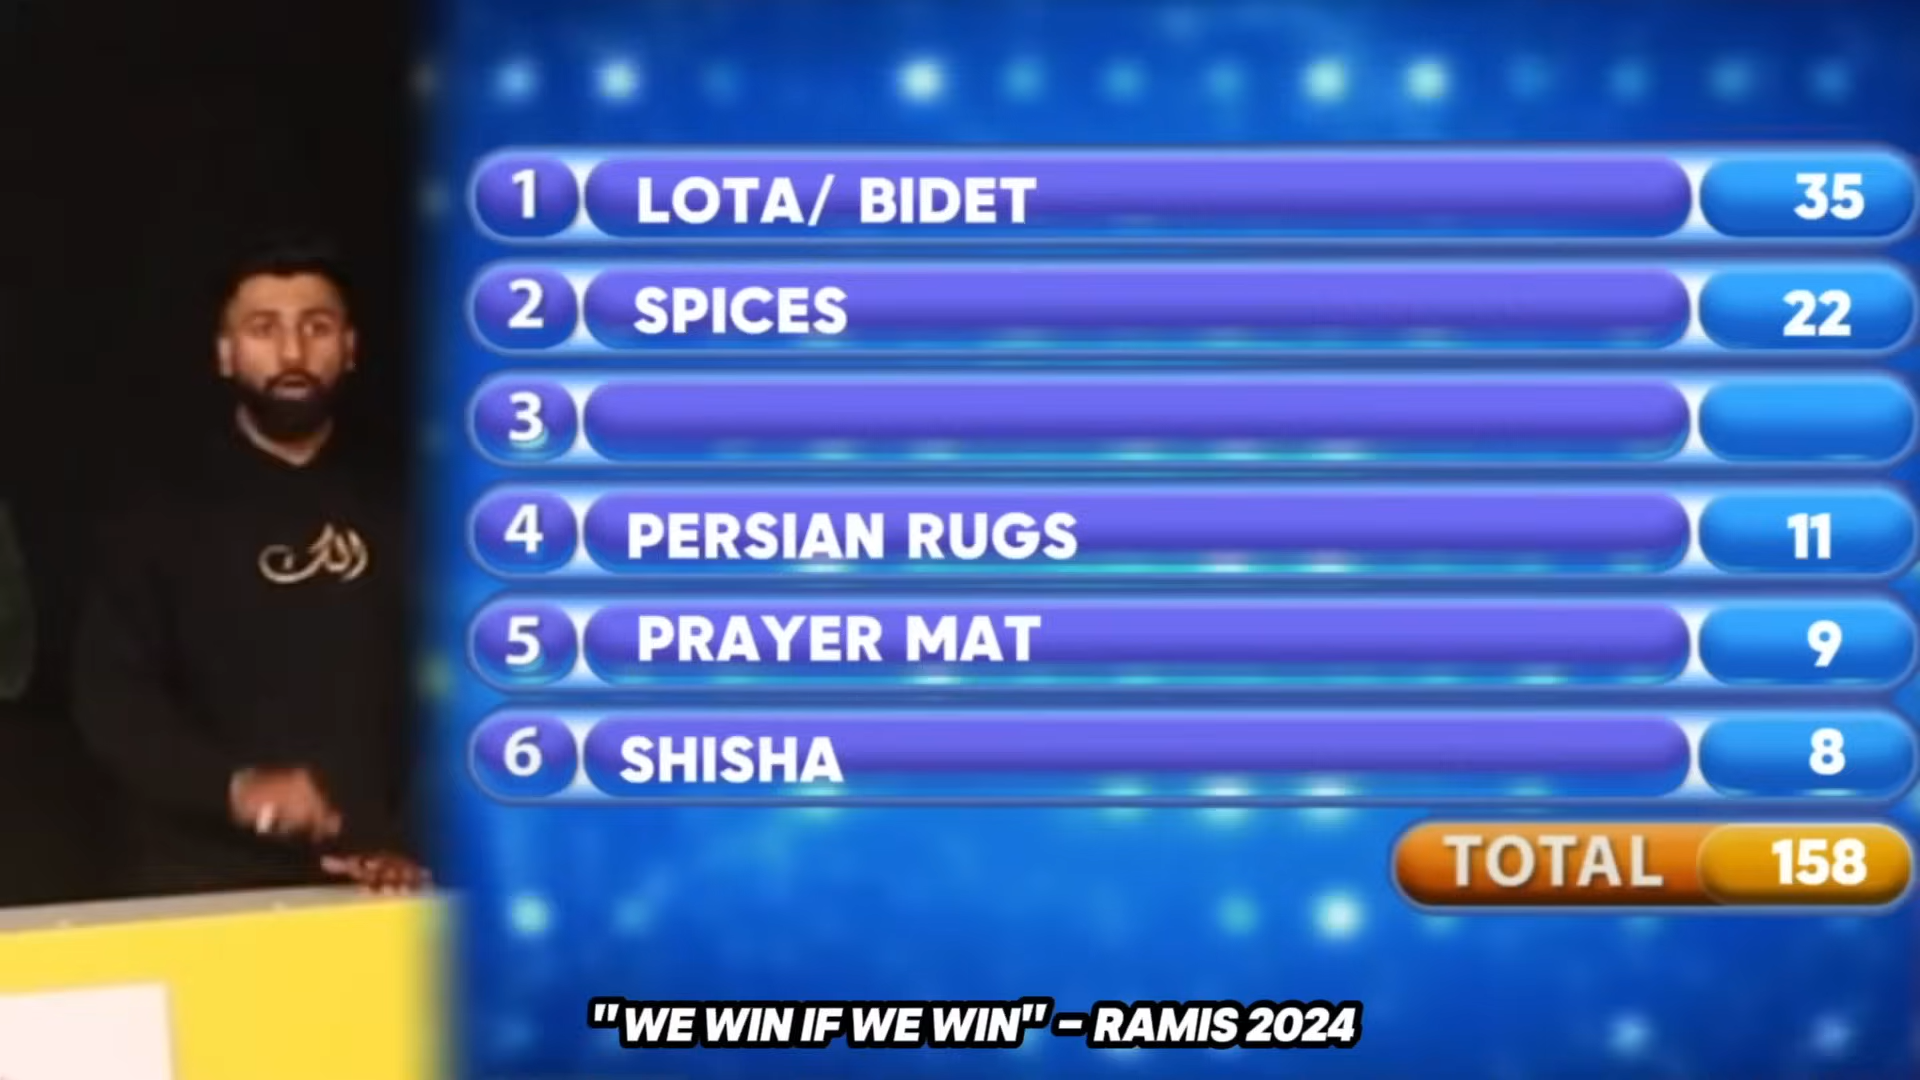 1 LOTA/ BIDET 35
2 SPICES 22
3
4 PERSIAN RUGS 11
5 PRAYER MAT 9
6 SHISHA 8
TOTAL 158
"WE WIN IF WE WIN" - RAMIS 2024